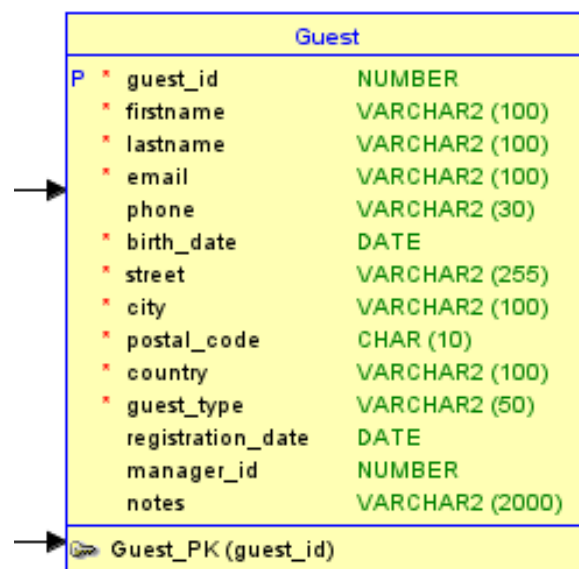 Guest
P * guest_id NUMBER
* firstname VARCHAR2 (100)
* lastname VARCHAR2 (100)
* email VARCHAR2 (100)
phone VARCHAR2 (30)
* birth_date DATE
* street VARCHAR2 (255)
* city VARCHAR2 (100)
* postal_code CHAR (10)
* country VARCHAR2 (100)
* guest_type VARCHAR2 (50)
registration_date DATE
manager_id NUMBER
notes VARCHAR2 (2000)
Guest_PK (guest_id)